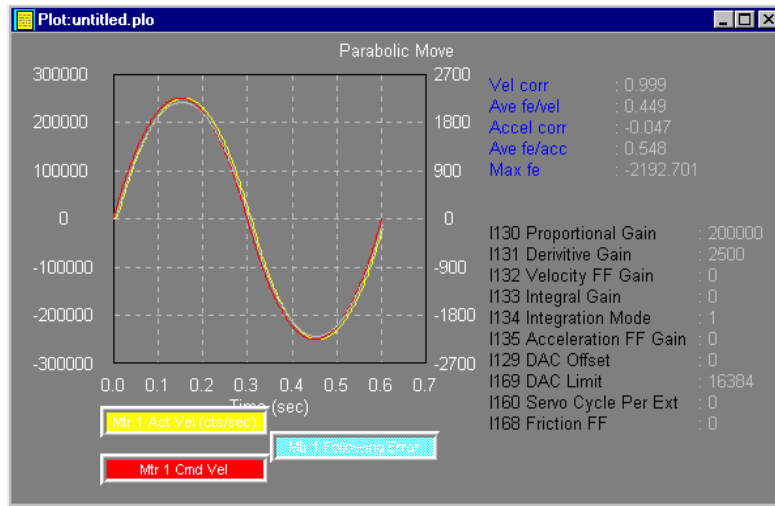 Plot:untitled.plo
Parabolic Move
300000
200000
100000
0
-100000
-200000
-300000
2700
1800
900
0
-900
-1800
-2700
0.0 0.1 0.2 0.3 0.4 0.5 0.6 0.7
Time (sec)
Mtr 1 Act Vel (cts/sec)
Mtr 1 Following Error
Mtr 1 Cmd Vel
Vel corr : 0.999
Ave fe/vel : 0.449
Accel corr : -0.047
Ave fe/acc : 0.548
Max fe : -2192.701
I130 Proportional Gain : 200000
I131 Derivitive Gain : 2500
I132 Velocity FF Gain : 0
I133 Integral Gain : 0
I134 Integration Mode : 1
I135 Acceleration FF Gain : 0
I129 DAC Offset : 0
I169 DAC Limit : 16384
I160 Servo Cycle Per Ext : 0
I168 Friction FF : 0